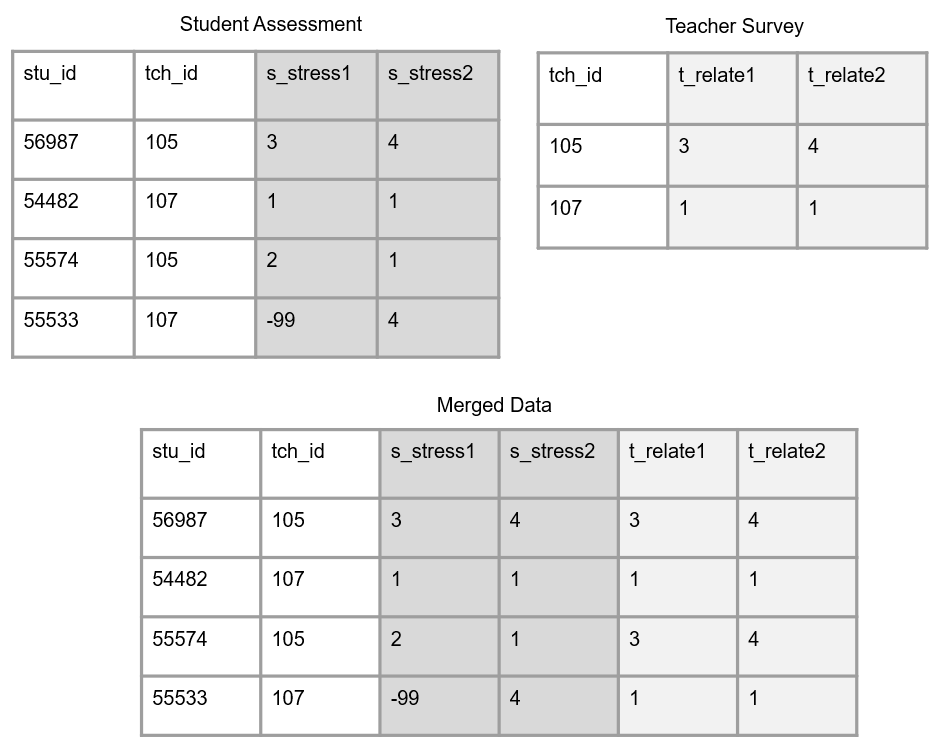 Student Assessment
stu_id tch_id s_stress1 s_stress2
56987 105 3 4
54482 107 1 1
55574 105 2 1
55533 107 -99 4
Teacher Survey
tch_id t_relate1 t_relate2
105 3 4
107 1 1
Merged Data
stu_id tch_id s_stress1 s_stress2 t_relate1 t_relate2
56987 105 3 4 3 4
54482 107 1 1 1 1
55574 105 2 1 3 4
55533 107 -99 4 1 1